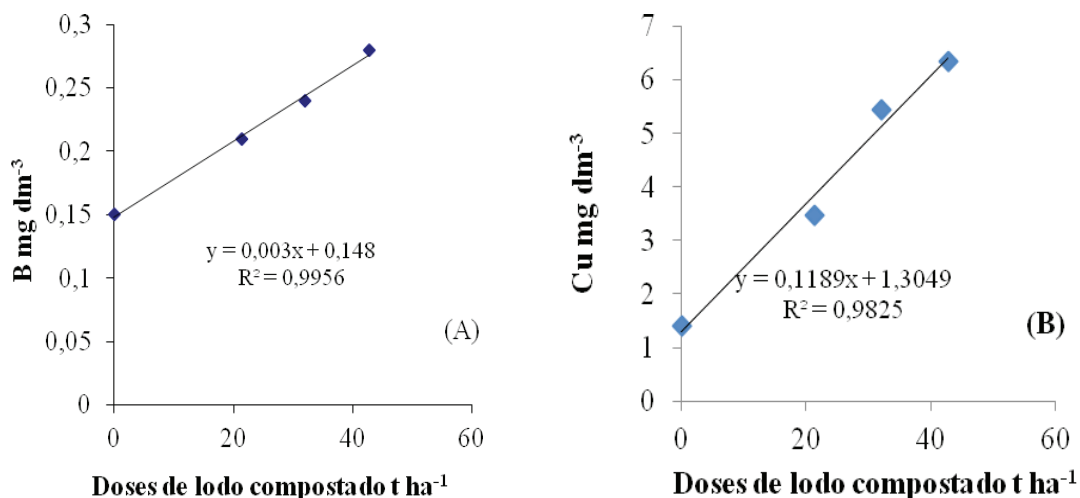 0,3
0,25
0,2
0,15
0,1
0,05
0
B mg dm⁻³
y = 0,003x + 0,148
R² = 0,9956
(A)
0 20 40 60
Doses de lodo compostado t ha⁻¹
7
6
5
4
3
2
1
0
Cu mg dm⁻³
y = 0,1189x + 1,3049
R² = 0,9825
(B)
0 20 40 60
Doses de lodo compostado t ha⁻¹